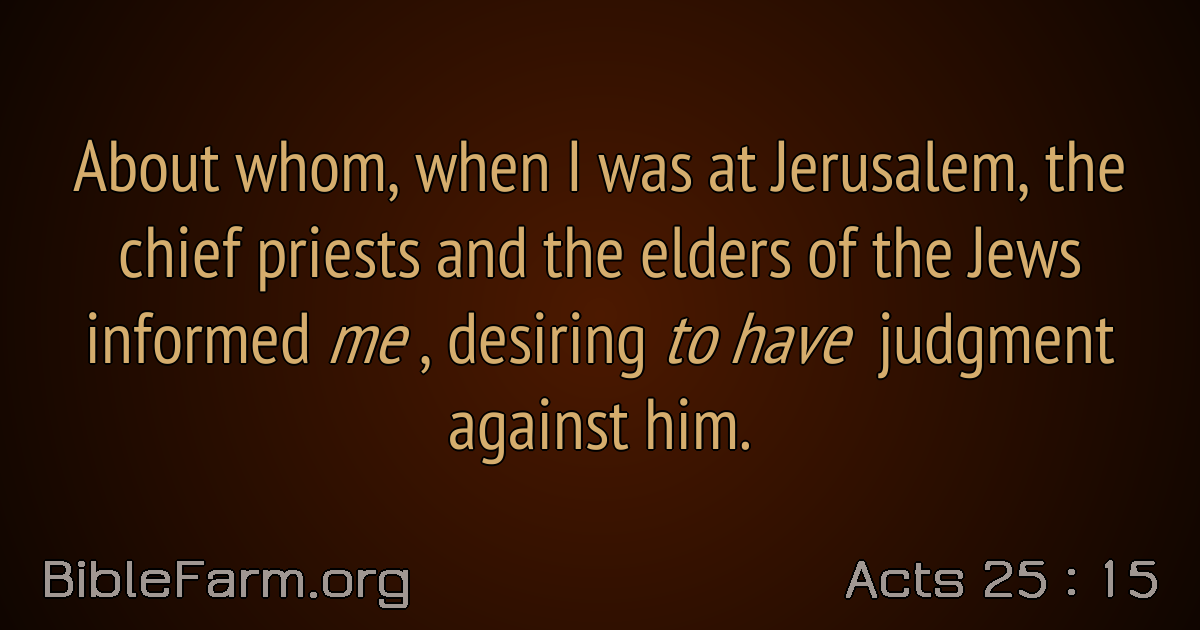 About whom, when I was at Jerusalem, the
chief priests and the elders of the Jews
informed me , desiring to have judgment
against him.
BibleFarm.org
Acts 25 : 15